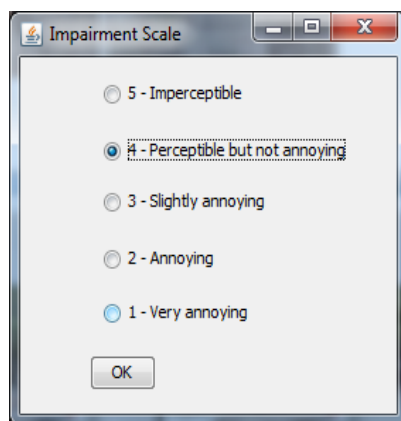 Impairment Scale
5 - Imperceptible
4 - Perceptible but not annoying
3 - Slightly annoying
2 - Annoying
1 - Very annoying
OK